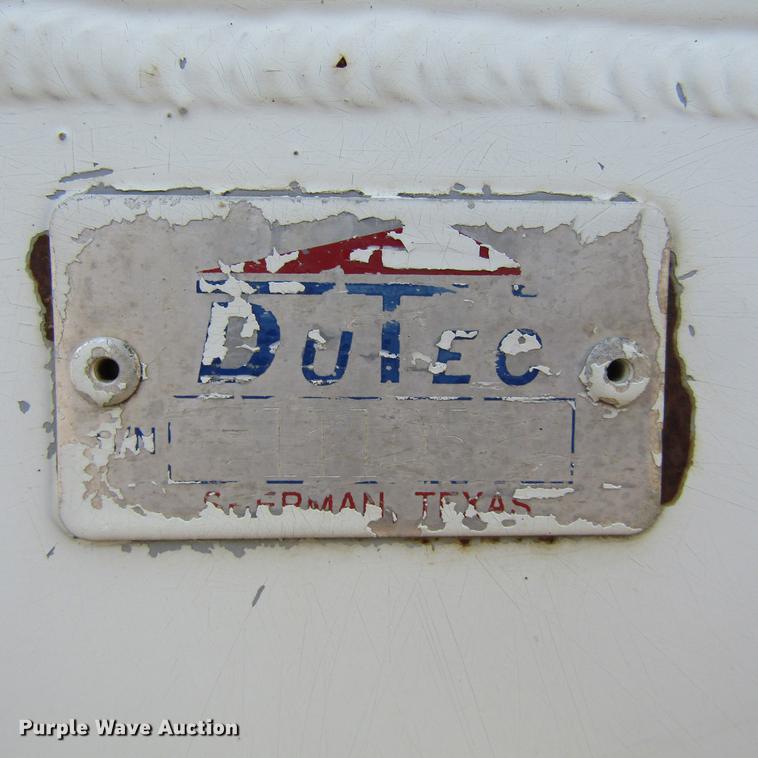 DUTEC
SHERMAN, TEXAS
Purple Wave Auction